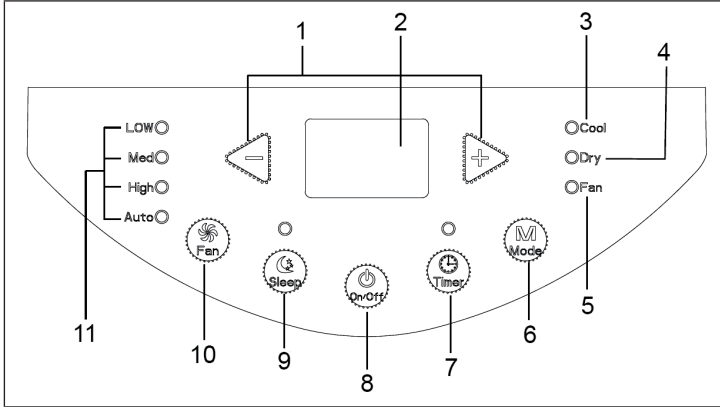 1
2
3
4
LOW
Med
High
Auto
−
+
Cool
Dry
Fan
Fan
Sleep
On/Off
Timer
M
Mode
11
10
9
8
7
6
5